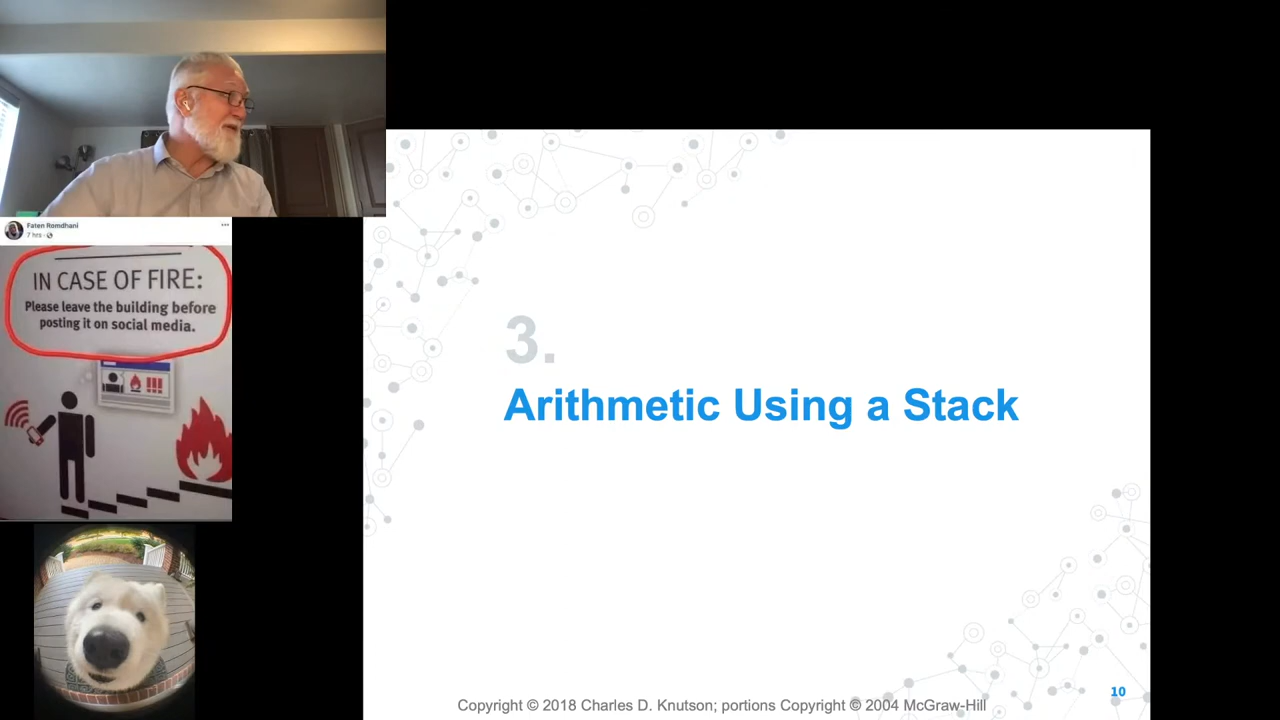 Faten Romdhani
7 hrs ·
IN CASE OF FIRE:
Please leave the building before
posting it on social media.
!!!
3.
Arithmetic Using a Stack
10
Copyright © 2018 Charles D. Knutson; portions Copyright © 2004 McGraw-Hill